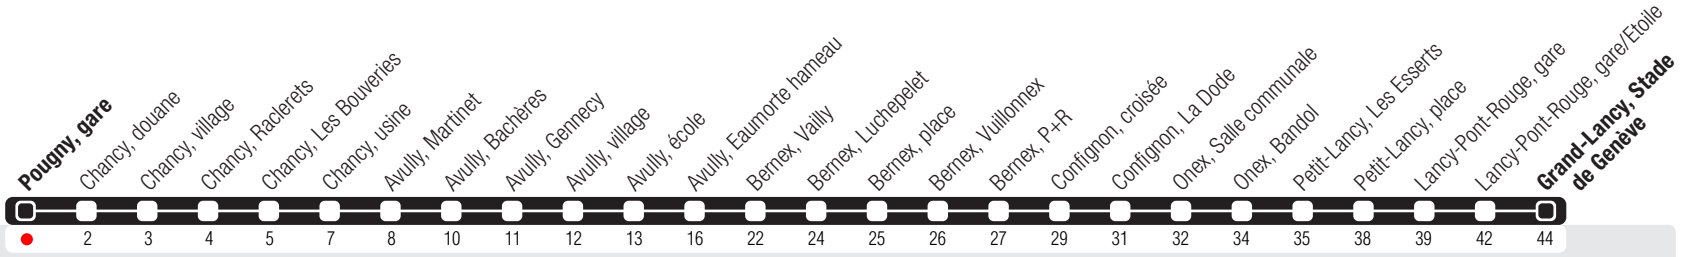 Pougny, gare
Chancy, douane
Chancy, village
Chancy, Raclerets
Chancy, Les Bouveries
Chancy, usine
Avully, Martinet
Avully, Bachères
Avully, Gennecy
Avully, village
Avully, école
Avully, Eaumorte hameau
Bernex, Vailly
Bernex, Luchepelet
Bernex, place
Bernex, Vuillonnex
Bernex, P+R
Confignon, croisée
Confignon, La Dode
Onex, Salle communale
Onex, Bandol
Petit-Lancy, Les Esserts
Petit-Lancy, place
Lancy-Pont-Rouge, gare
Lancy-Pont-Rouge, gare/Etoile
Grand-Lancy, Stade
de Genève
2 3 4 5 7 8 10 11 12 13 16 22 24 25 26 27 29 31 32 34 35 38 39 42 44